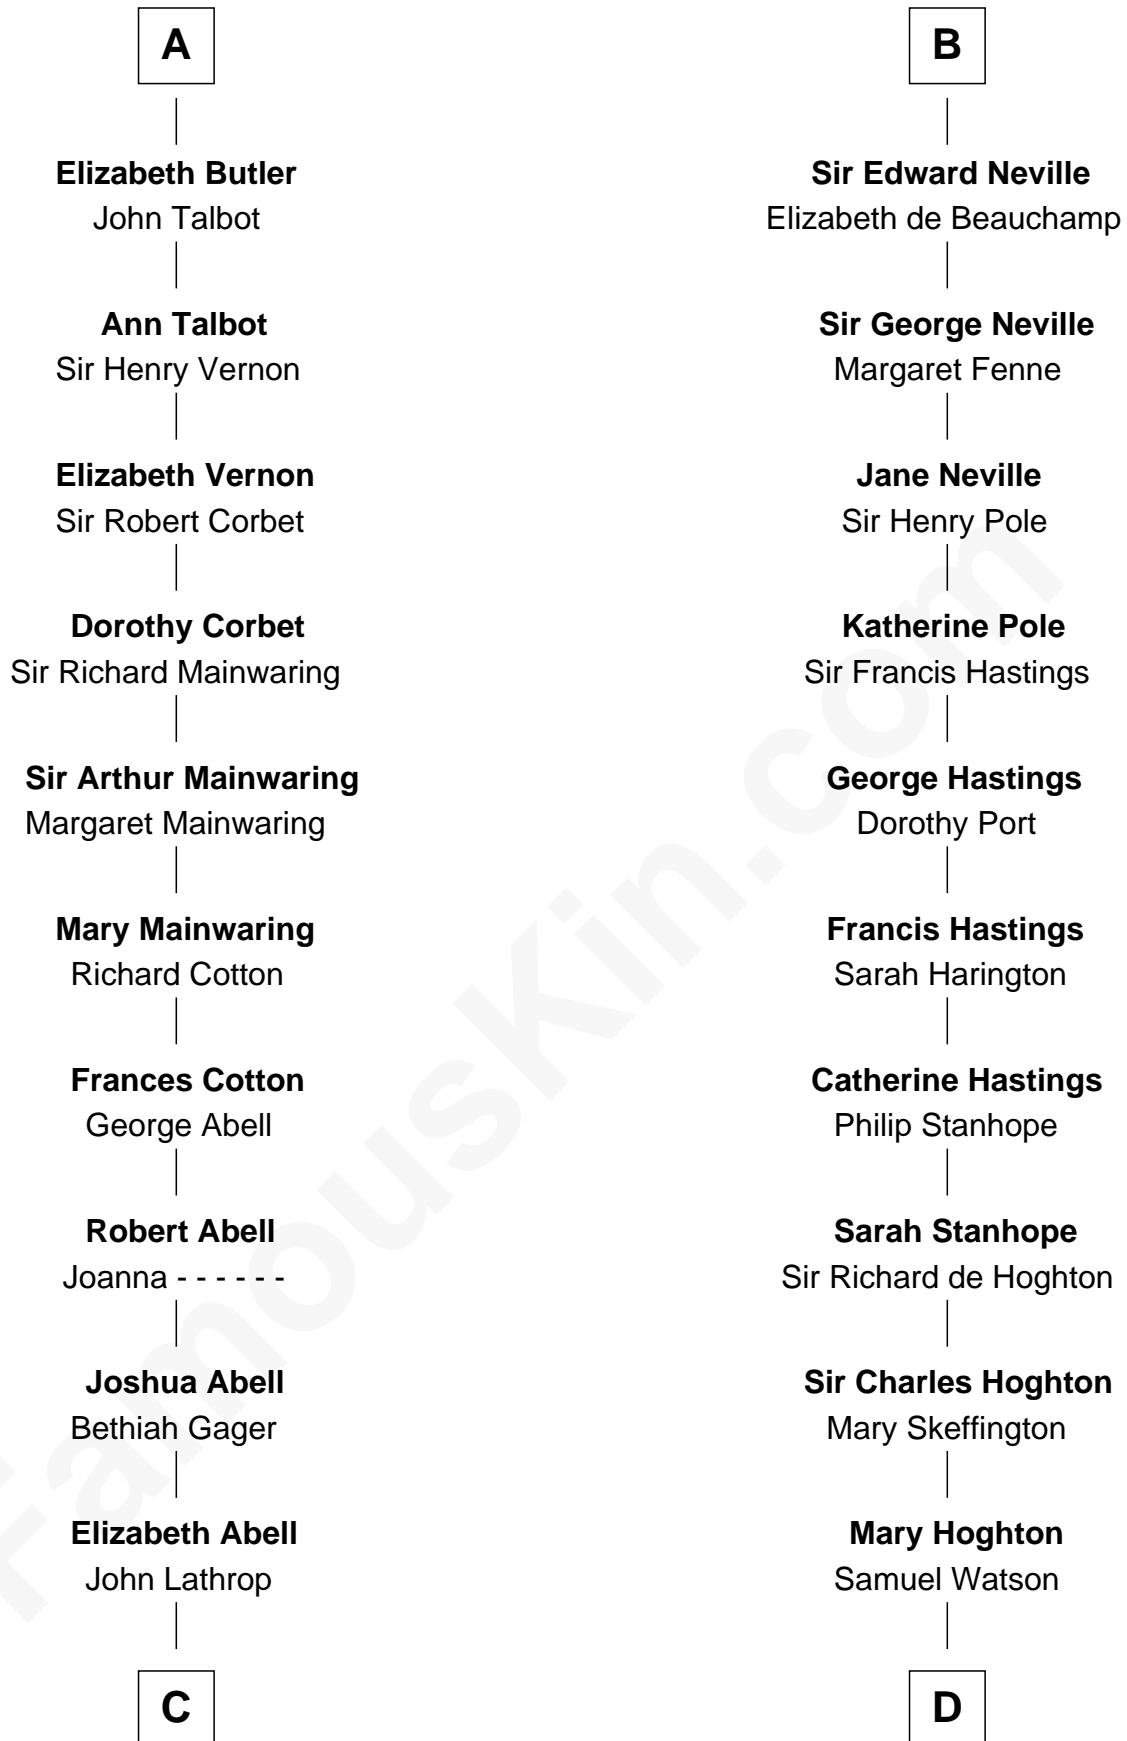 A
Elizabeth Butler
John Talbot
Ann Talbot
Sir Henry Vernon
Elizabeth Vernon
Sir Robert Corbet
Dorothy Corbet
Sir Richard Mainwaring
Sir Arthur Mainwaring
Margaret Mainwaring
Mary Mainwaring
Richard Cotton
Frances Cotton
George Abell
Robert Abell
Joanna - - - - - -
Joshua Abell
Bethiah Gager
Elizabeth Abell
John Lathrop
C
B
Sir Edward Neville
Elizabeth de Beauchamp
Sir George Neville
Margaret Fenne
Jane Neville
Sir Henry Pole
Katherine Pole
Sir Francis Hastings
George Hastings
Dorothy Port
Francis Hastings
Sarah Harington
Catherine Hastings
Philip Stanhope
Sarah Stanhope
Sir Richard de Hoghton
Sir Charles Hoghton
Mary Skeffington
Mary Hoghton
Samuel Watson
D
FamousKin.com